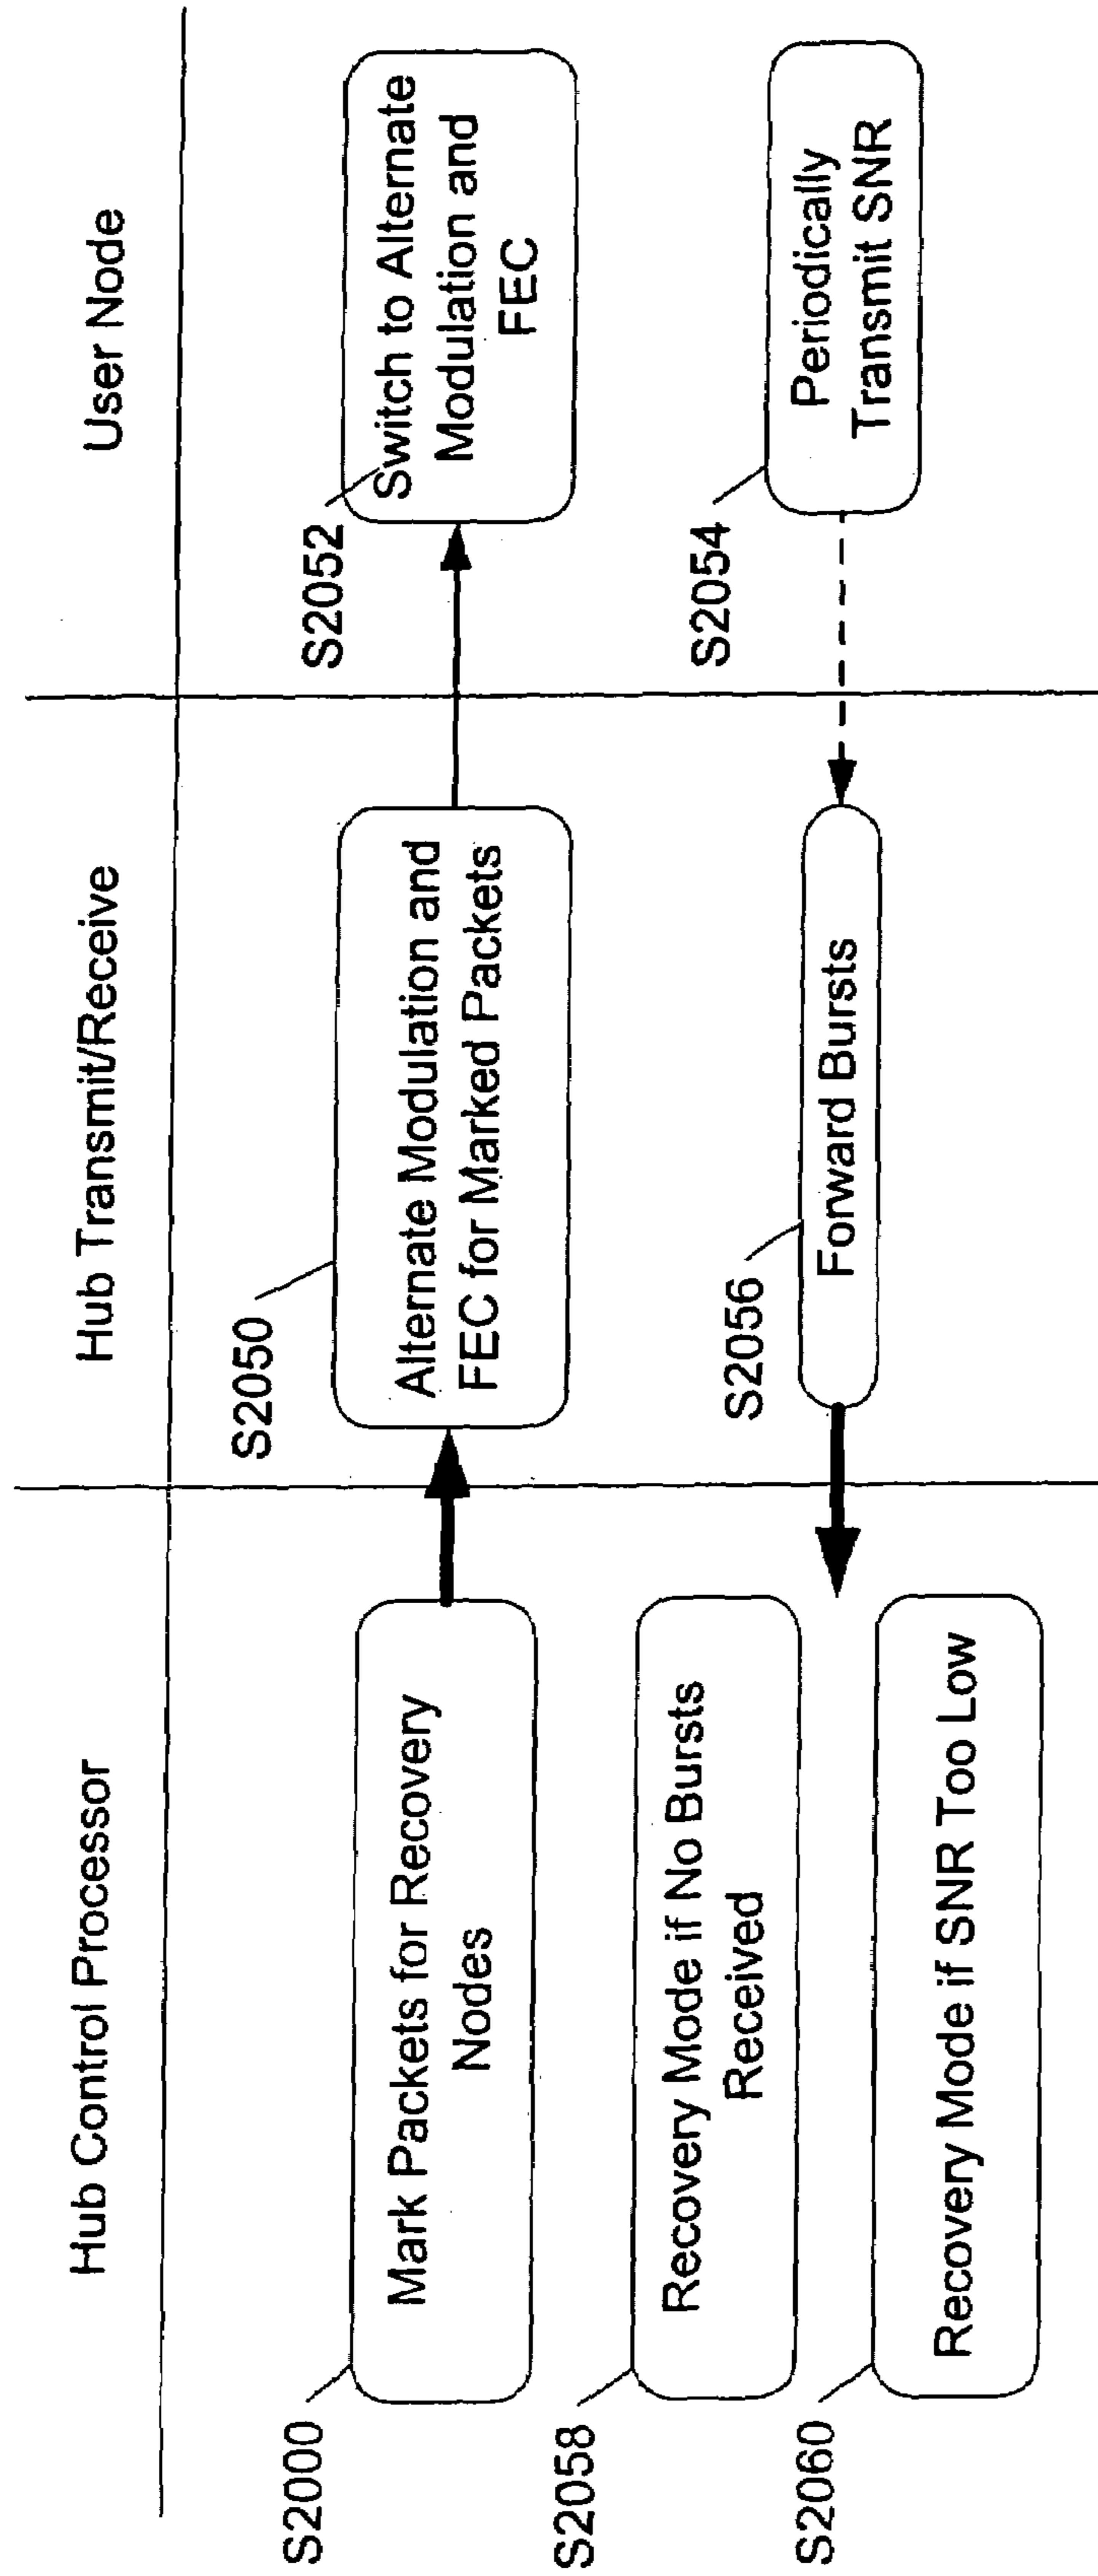 Hub Control Processor
Hub Transmit/Receive
User Node
S2000
Mark Packets for Recovery
Nodes
S2050
Alternate Modulation and
FEC for Marked Packets
S2052
Switch to Alternate
Modulation and
FEC
S2058
Recovery Mode if No Bursts
Received
S2056
Forward Bursts
S2054
Periodically
Transmit SNR
S2060
Recovery Mode if SNR Too Low